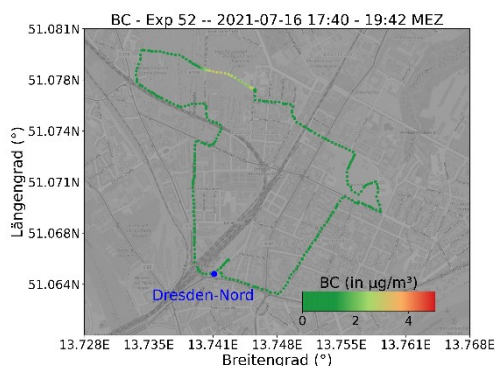 BC - Exp 52 -- 2021-07-16 17:40 - 19:42 MEZ
51.081N
51.078N
51.074N
51.071N
51.068N
51.064N
Längengrad (°)
Dresden-Nord
BC (in µg/m³)
0 2 4
13.728E 13.735E 13.741E 13.748E 13.755E 13.761E 13.768E
Breitengrad (°)